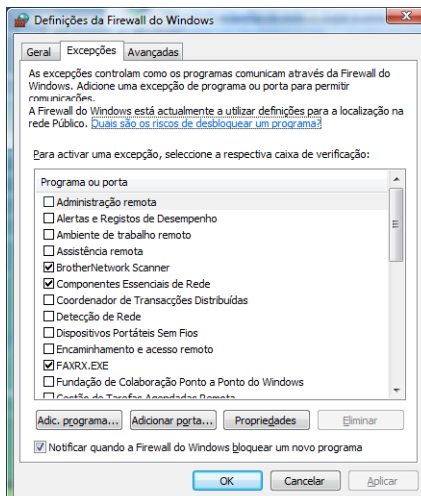 Definições da Firewall do Windows
Geral Excepções Avançadas
As excepções controlam como os programas comunicam através da Firewall do
Windows. Adicione uma excepção de programa ou porta para permitir
comunicações.
A Firewall do Windows está actualmente a utilizar definições para a localização na
rede Público. Quais são os riscos de desbloquear um programa?
Para activar uma excepção, seleccione a respectiva caixa de verificação:
Programa ou porta
Administração remota
Alertas e Registos de Desempenho
Ambiente de trabalho remoto
Assistência remota
BrotherNetwork Scanner
Componentes Essenciais de Rede
Coordenador de Transacções Distribuídas
Detecção de Rede
Dispositivos Portáteis Sem Fios
Encaminhamento e acesso remoto
FAXRX.EXE
Fundação de Colaboração Ponto a Ponto do Windows
Gestão de Tarefas Agendadas Remota
Adic. programa... Adicionar porta... Propriedades Eliminar
Notificar quando a Firewall do Windows bloquear um novo programa
OK Cancelar Aplicar